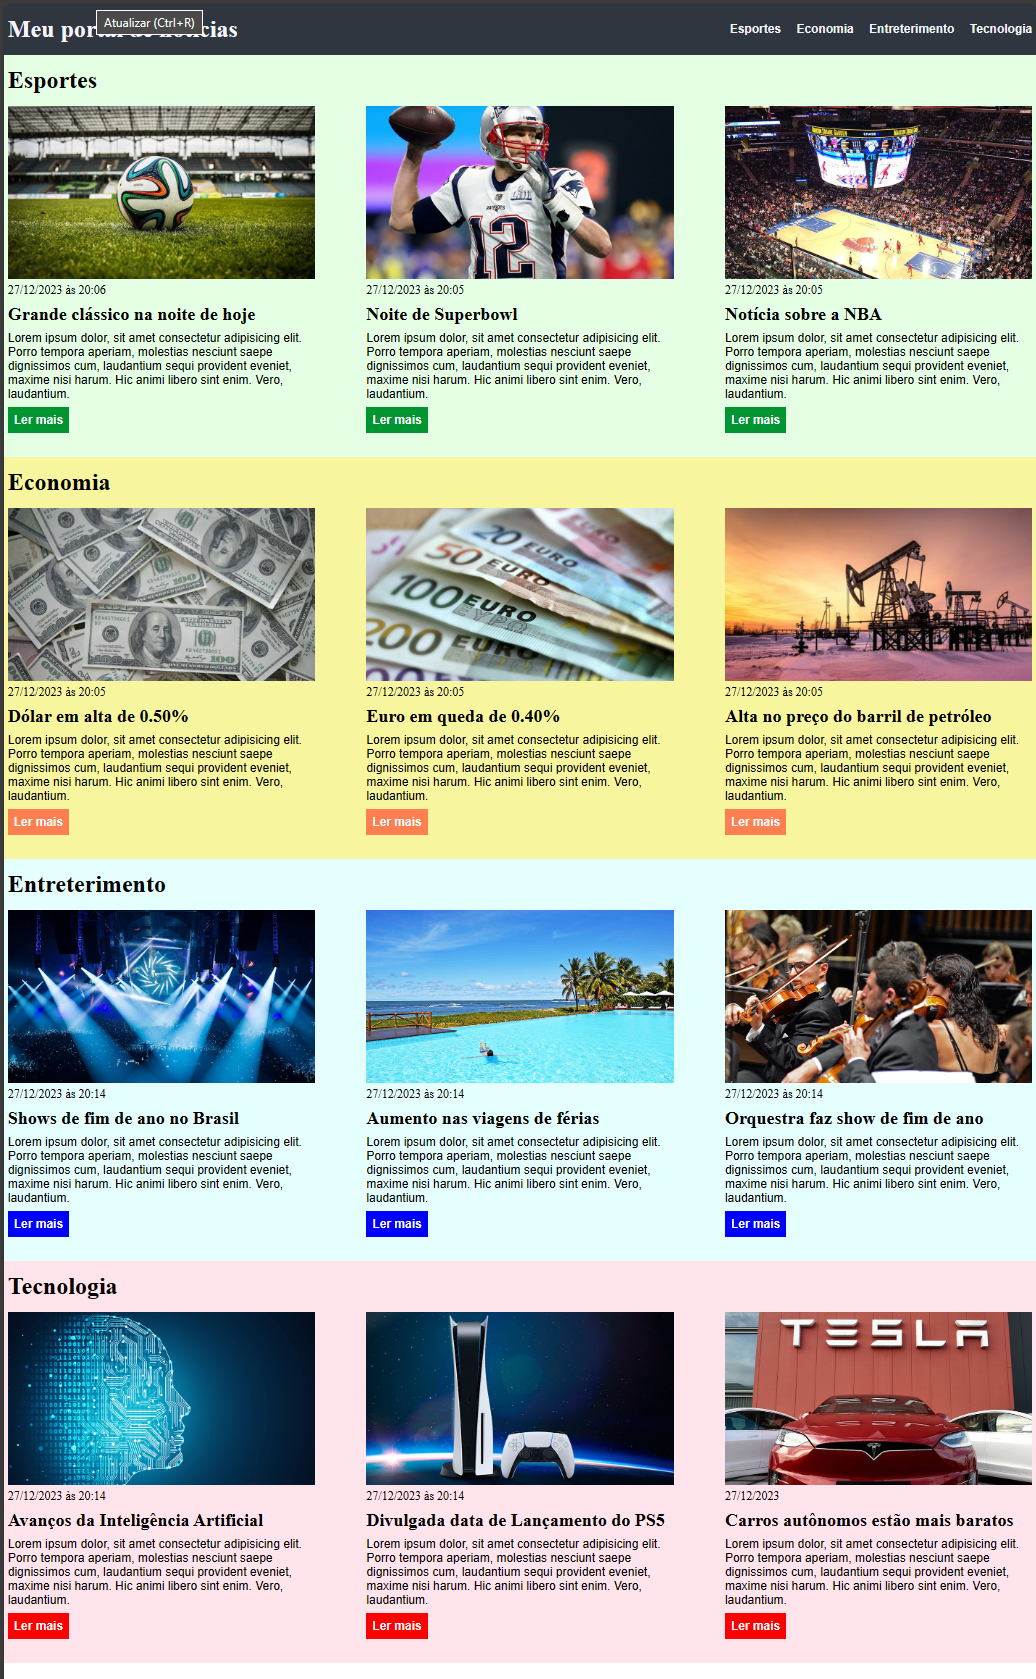 Meu portal de notícias
Atualizar (Ctrl+R)
Esportes Economia Entreterimento Tecnologia
Esportes
27/12/2023 às 20:06
Grande clássico na noite de hoje
Lorem ipsum dolor, sit amet consectetur adipisicing elit.
Porro tempora aperiam, molestias nesciunt saepe
dignissimos cum, laudantium sequi provident eveniet,
maxime nisi harum. Hic animi libero sint enim. Vero,
laudantium.
Ler mais
PATRIOTS
LII
12
27/12/2023 às 20:05
Noite de Superbowl
Lorem ipsum dolor, sit amet consectetur adipisicing elit.
Porro tempora aperiam, molestias nesciunt saepe
dignissimos cum, laudantium sequi provident eveniet,
maxime nisi harum. Hic animi libero sint enim. Vero,
laudantium.
Ler mais
CHASE
ZTE
27/12/2023 às 20:05
Notícia sobre a NBA
Lorem ipsum dolor, sit amet consectetur adipisicing elit.
Porro tempora aperiam, molestias nesciunt saepe
dignissimos cum, laudantium sequi provident eveniet,
maxime nisi harum. Hic animi libero sint enim. Vero,
laudantium.
Ler mais
Economia
100
27/12/2023 às 20:05
Dólar em alta de 0.50%
Lorem ipsum dolor, sit amet consectetur adipisicing elit.
Porro tempora aperiam, molestias nesciunt saepe
dignissimos cum, laudantium sequi provident eveniet,
maxime nisi harum. Hic animi libero sint enim. Vero,
laudantium.
Ler mais
20 EURO
50 EURO
100 EURO
200
27/12/2023 às 20:05
Euro em queda de 0.40%
Lorem ipsum dolor, sit amet consectetur adipisicing elit.
Porro tempora aperiam, molestias nesciunt saepe
dignissimos cum, laudantium sequi provident eveniet,
maxime nisi harum. Hic animi libero sint enim. Vero,
laudantium.
Ler mais
27/12/2023 às 20:05
Alta no preço do barril de petróleo
Lorem ipsum dolor, sit amet consectetur adipisicing elit.
Porro tempora aperiam, molestias nesciunt saepe
dignissimos cum, laudantium sequi provident eveniet,
maxime nisi harum. Hic animi libero sint enim. Vero,
laudantium.
Ler mais
Entreterimento
27/12/2023 às 20:14
Shows de fim de ano no Brasil
Lorem ipsum dolor, sit amet consectetur adipisicing elit.
Porro tempora aperiam, molestias nesciunt saepe
dignissimos cum, laudantium sequi provident eveniet,
maxime nisi harum. Hic animi libero sint enim. Vero,
laudantium.
Ler mais
27/12/2023 às 20:14
Aumento nas viagens de férias
Lorem ipsum dolor, sit amet consectetur adipisicing elit.
Porro tempora aperiam, molestias nesciunt saepe
dignissimos cum, laudantium sequi provident eveniet,
maxime nisi harum. Hic animi libero sint enim. Vero,
laudantium.
Ler mais
27/12/2023 às 20:14
Orquestra faz show de fim de ano
Lorem ipsum dolor, sit amet consectetur adipisicing elit.
Porro tempora aperiam, molestias nesciunt saepe
dignissimos cum, laudantium sequi provident eveniet,
maxime nisi harum. Hic animi libero sint enim. Vero,
laudantium.
Ler mais
Tecnologia
27/12/2023 às 20:14
Avanços da Inteligência Artificial
Lorem ipsum dolor, sit amet consectetur adipisicing elit.
Porro tempora aperiam, molestias nesciunt saepe
dignissimos cum, laudantium sequi provident eveniet,
maxime nisi harum. Hic animi libero sint enim. Vero,
laudantium.
Ler mais
27/12/2023 às 20:14
Divulgada data de Lançamento do PS5
Lorem ipsum dolor, sit amet consectetur adipisicing elit.
Porro tempora aperiam, molestias nesciunt saepe
dignissimos cum, laudantium sequi provident eveniet,
maxime nisi harum. Hic animi libero sint enim. Vero,
laudantium.
Ler mais
TESLA
27/12/2023
Carros autônomos estão mais baratos
Lorem ipsum dolor, sit amet consectetur adipisicing elit.
Porro tempora aperiam, molestias nesciunt saepe
dignissimos cum, laudantium sequi provident eveniet,
maxime nisi harum. Hic animi libero sint enim. Vero,
laudantium.
Ler mais